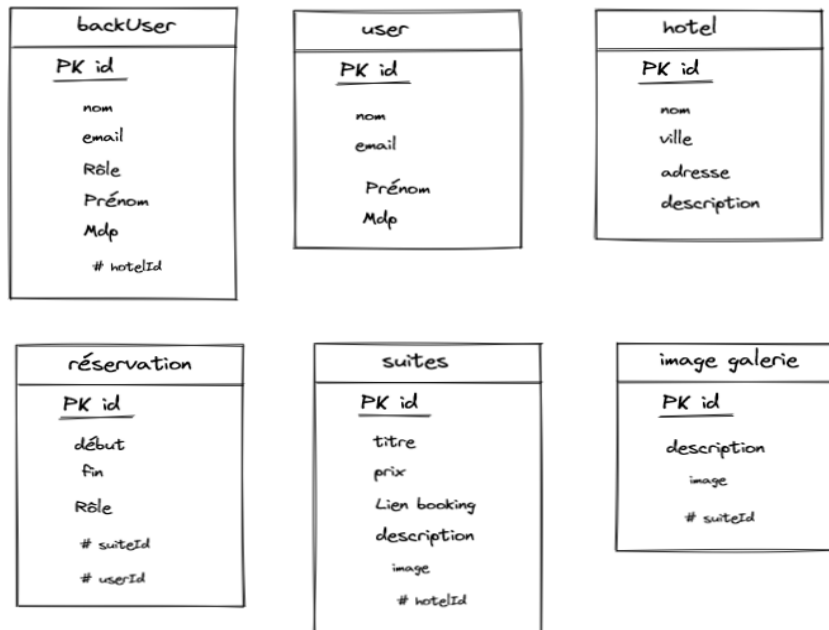 backUser
PK id
nom
email
Rôle
Prénom
Mdp
# hotelId
user
PK id
nom
email
Prénom
Mdp
hotel
PK id
nom
ville
adresse
description
réservation
PK id
début
fin
Rôle
# suiteId
# userId
suites
PK id
titre
prix
Lien booking
description
image
# hotelId
image galerie
PK id
description
image
# suiteId